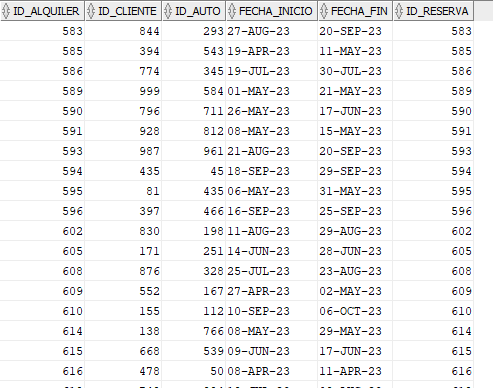 ID_ALQUILER ID_CLIENTE ID_AUTO FECHA_INICIO FECHA_FIN ID_RESERVA
583 844 293 27-AUG-23 20-SEP-23 583
585 394 543 19-APR-23 11-MAY-23 585
586 774 345 19-JUL-23 30-JUL-23 586
589 999 584 01-MAY-23 21-MAY-23 589
590 796 711 26-MAY-23 17-JUN-23 590
591 928 812 08-MAY-23 15-MAY-23 591
593 987 961 21-AUG-23 20-SEP-23 593
594 435 45 18-SEP-23 29-SEP-23 594
595 81 435 06-MAY-23 31-MAY-23 595
596 397 466 16-SEP-23 25-SEP-23 596
602 830 198 11-AUG-23 29-AUG-23 602
605 171 251 14-JUN-23 28-JUN-23 605
608 876 328 25-JUL-23 23-AUG-23 608
609 552 167 27-APR-23 02-MAY-23 609
610 155 112 10-SEP-23 06-OCT-23 610
614 138 766 08-MAY-23 29-MAY-23 614
615 668 539 09-JUN-23 17-JUN-23 615
616 478 50 08-APR-23 11-APR-23 616